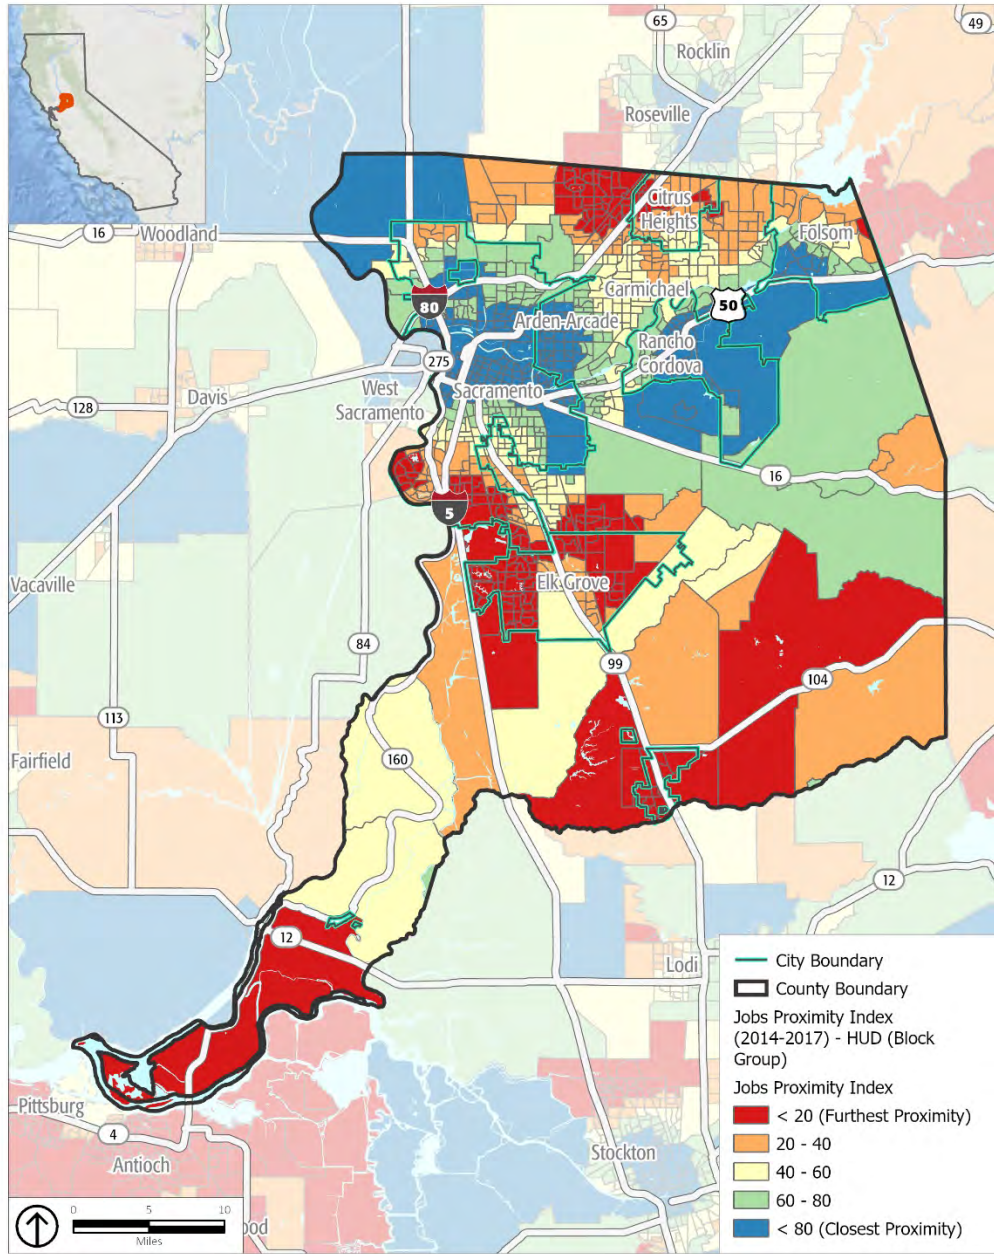 65
49
Rocklin
Roseville
16
Woodland
Citrus
Heights
Folsom
80
Carmichael
50
Arden-Arcade
Rancho
Cordova
275
West
Sacramento
Sacramento
Davis
128
16
5
Vacaville
Elk Grove
84
99
104
113
160
Fairfield
12
12
Lodi
Pittsburg
4
Antioch
Stockton
ood
City Boundary
County Boundary
Jobs Proximity Index
(2014-2017) - HUD (Block
Group)
Jobs Proximity Index
< 20 (Furthest Proximity)
20 - 40
40 - 60
60 - 80
< 80 (Closest Proximity)
0 5 10
Miles